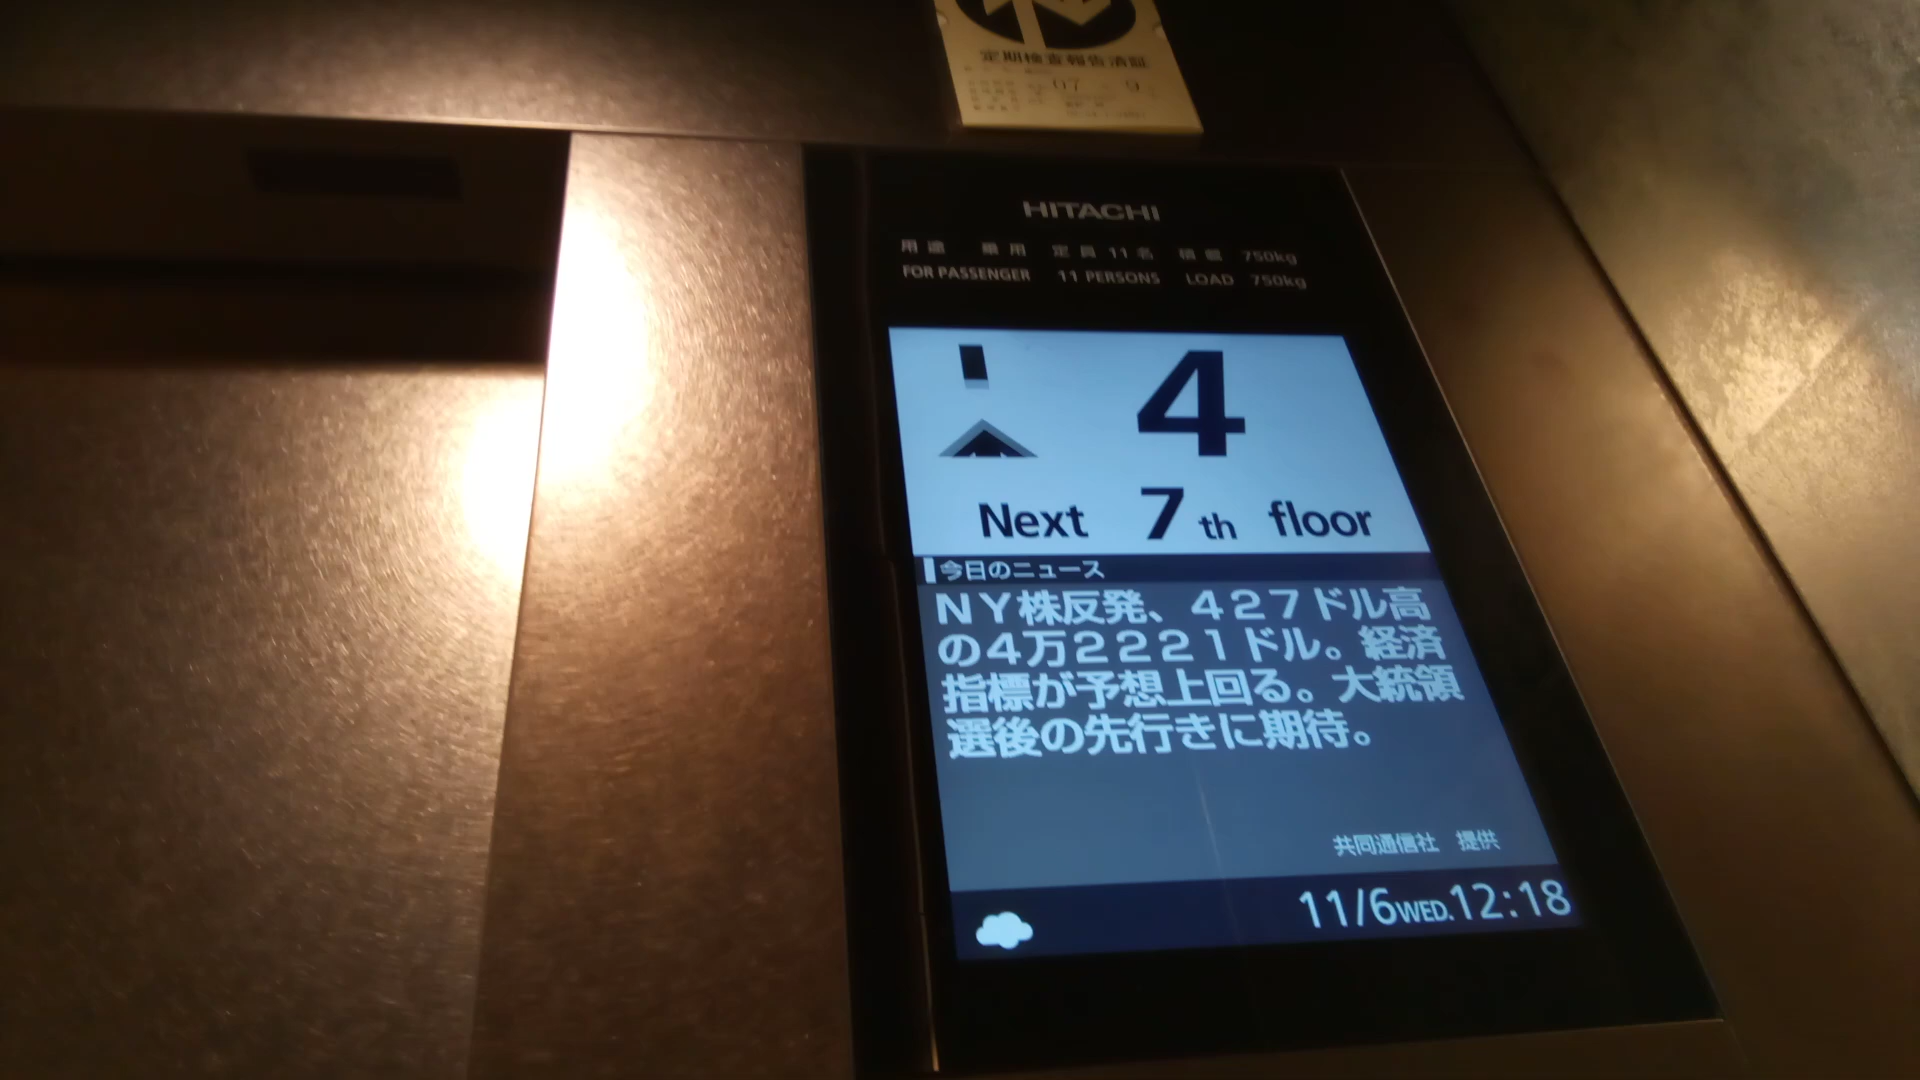 定期検査報告済証
07 9
HITACHI
用途 乗用 定員 11名 積載 750kg
FOR PASSENGER 11 PERSONS LOAD 750kg
4
Next 7th floor
今日のニュース
NY株反発、427ドル高
の4万2221ドル。経済
指標が予想上回る。大統領
選後の先行きに期待。
共同通信社 提供
11/6WED.12:18